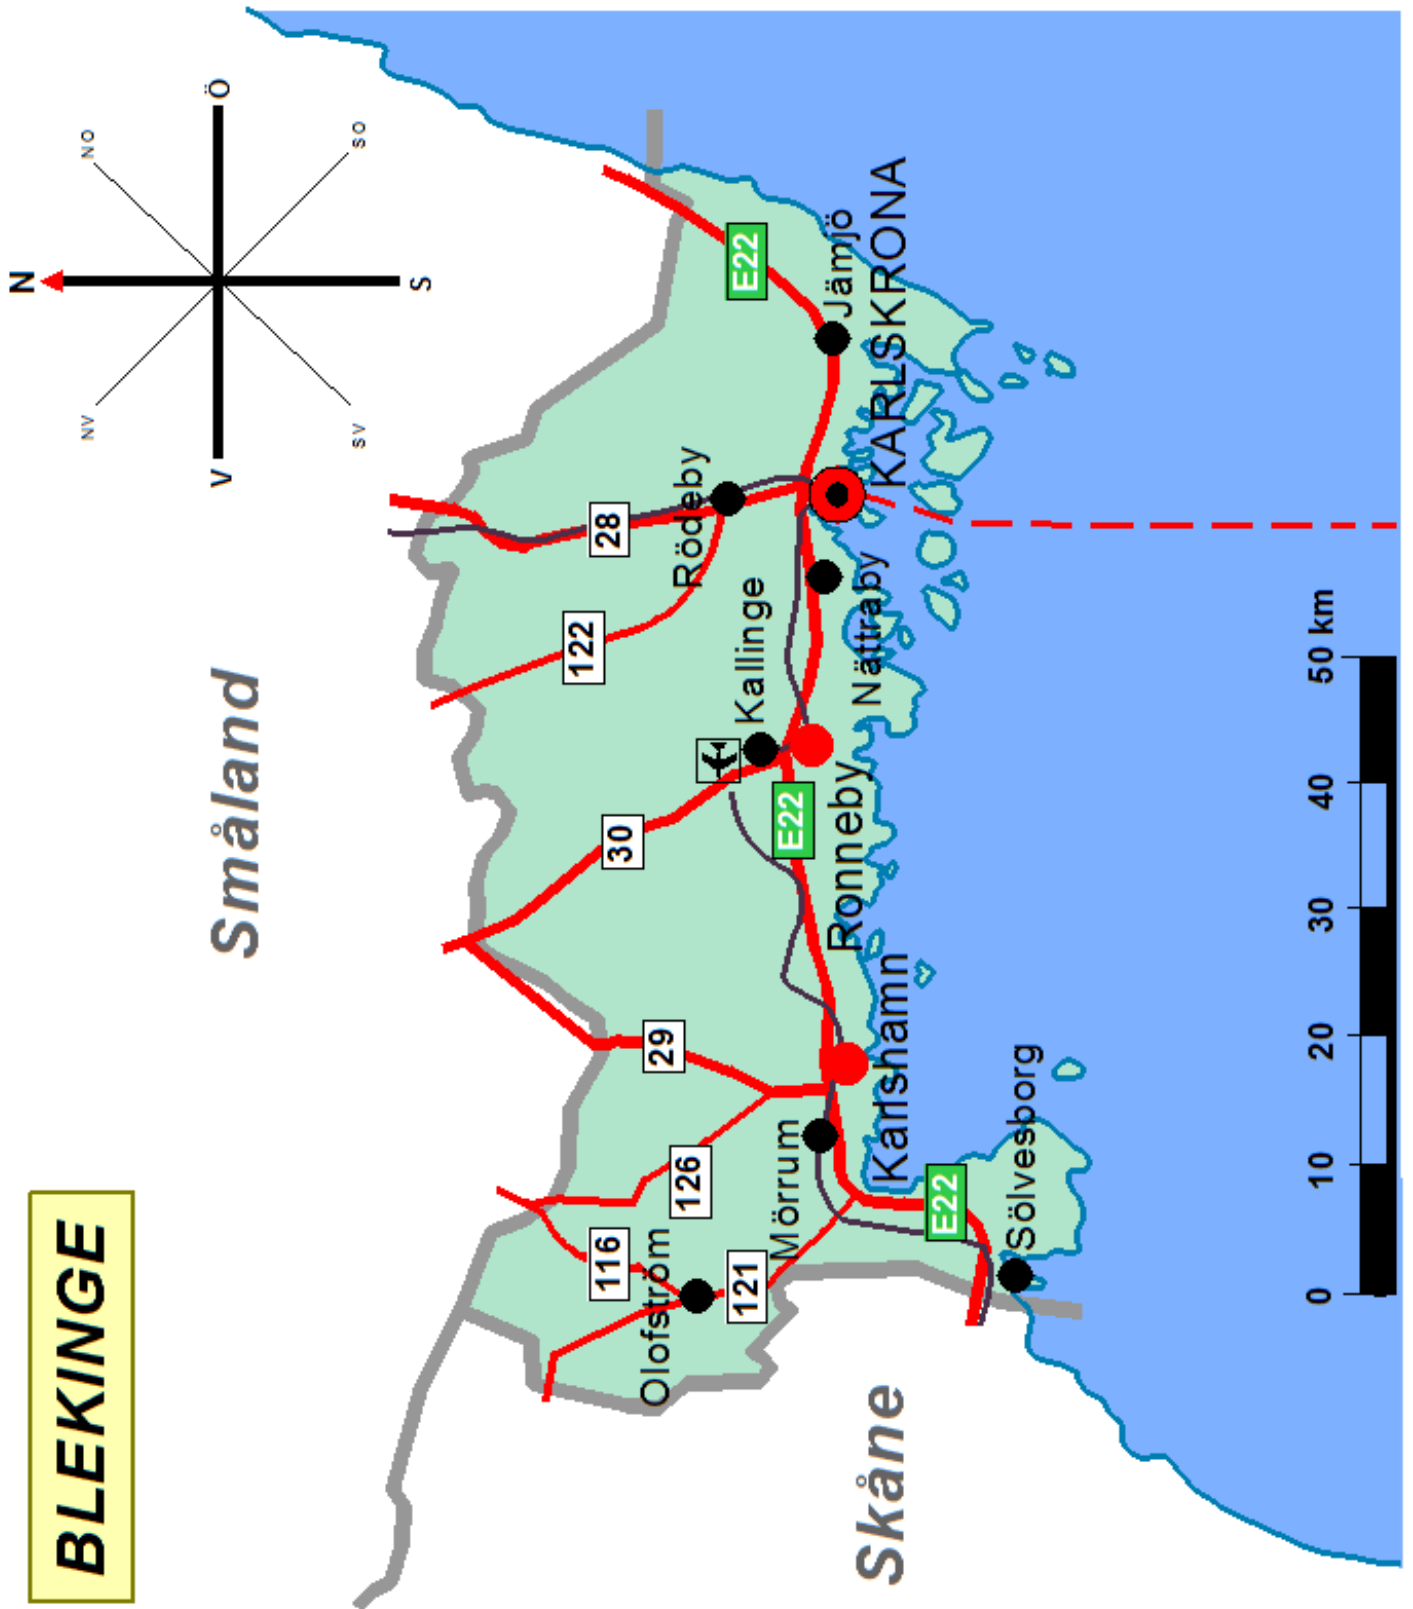 BLEKINGE
N
NV
NO
V
Ö
SV
SO
S
Småland
28
122
Rödeby
E22
30
29
Kallinge
Jämjö
KARLSKRONA
116
126
Olofström
121
Mörrum
E22
Ronneby
Nättraby
Karlshamn
E22
Sölvesborg
Skåne
0
10
20
30
40
50 km